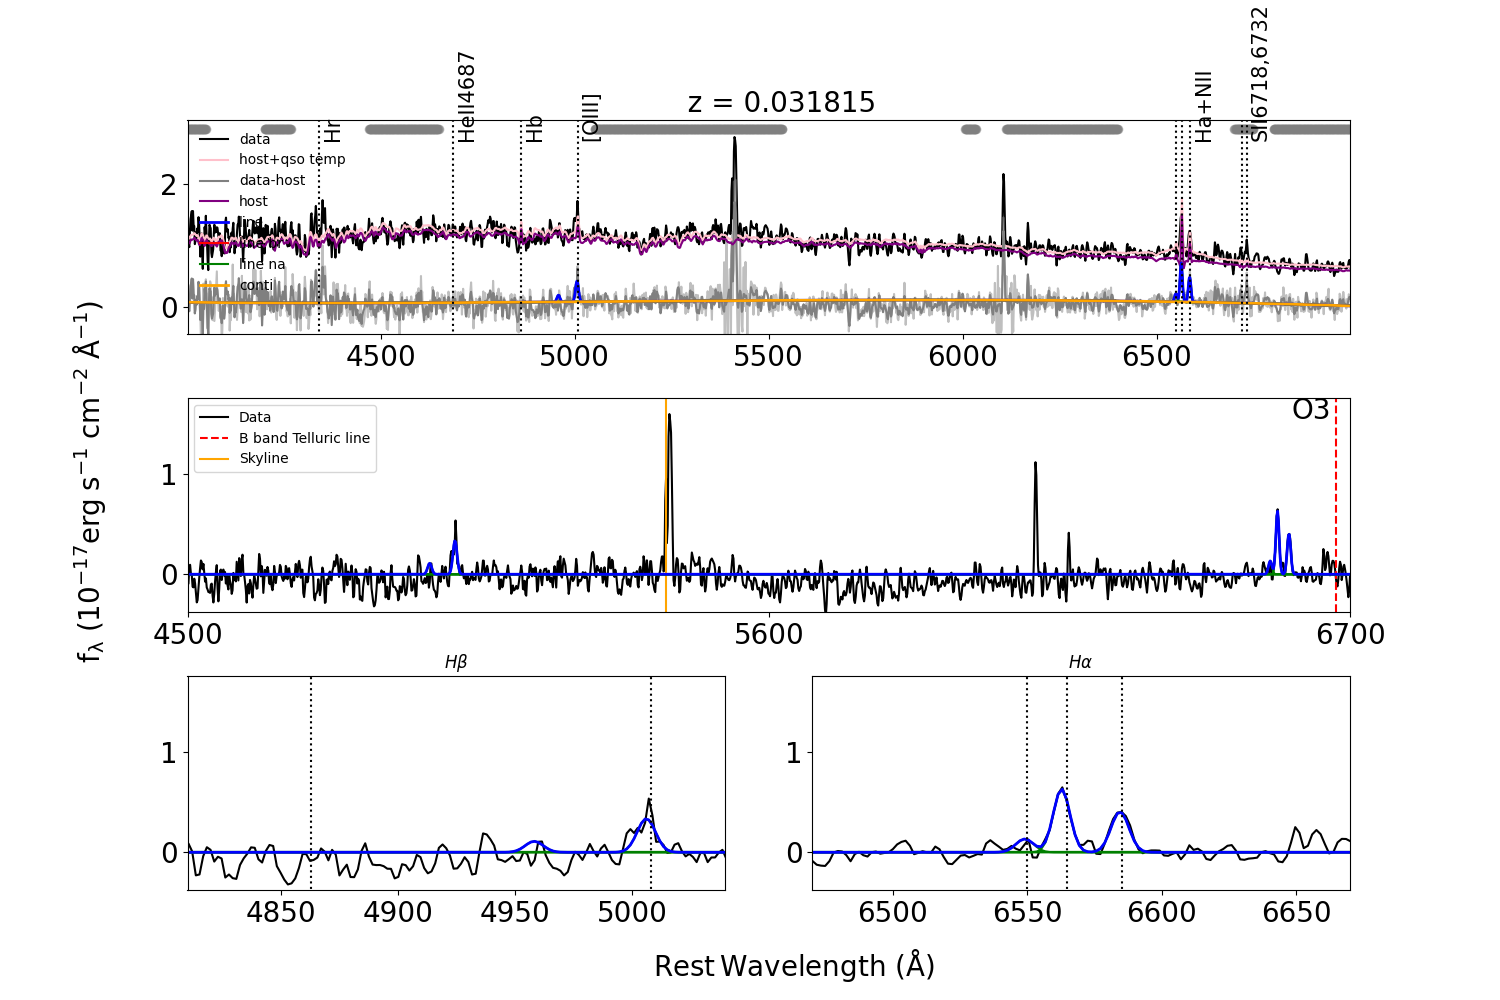 Hr
HeII4687
Hb
[OIII]
Ha+NII
SII6718,6732
z = 0.031815
data
host+qso temp
data-host
host
line
line na
conti
2
0
4500
5000
5500
6000
6500
fλ (10⁻¹⁷erg s⁻¹ cm⁻² Å⁻¹)
Data
B band Telluric line
Skyline
O3
1
0
4500
5600
6700
Hβ
1
0
4850
4900
4950
5000
Hα
1
0
6500
6550
6600
6650
Rest Wavelength (Å)